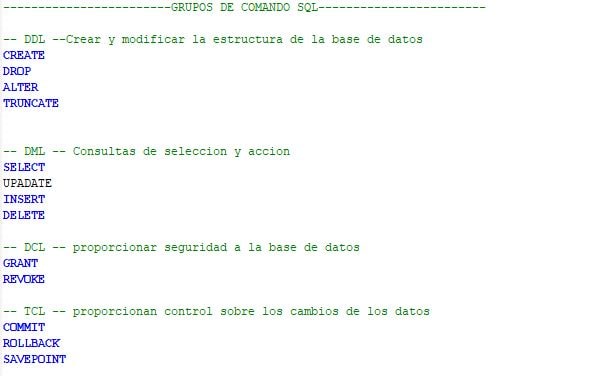 ------------------------GRUPOS DE COMANDO SQL------------------------
-- DDL --Crear y modificar la estructura de la base de datos
CREATE
DROP
ALTER
TRUNCATE
-- DML -- Consultas de seleccion y accion
SELECT
UPADATE
INSERT
DELETE
-- DCL -- proporcionar seguridad a la base de datos
GRANT
REVOKE
-- TCL -- proporcionan control sobre los cambios de los datos
COMMIT
ROLLBACK
SAVEPOINT